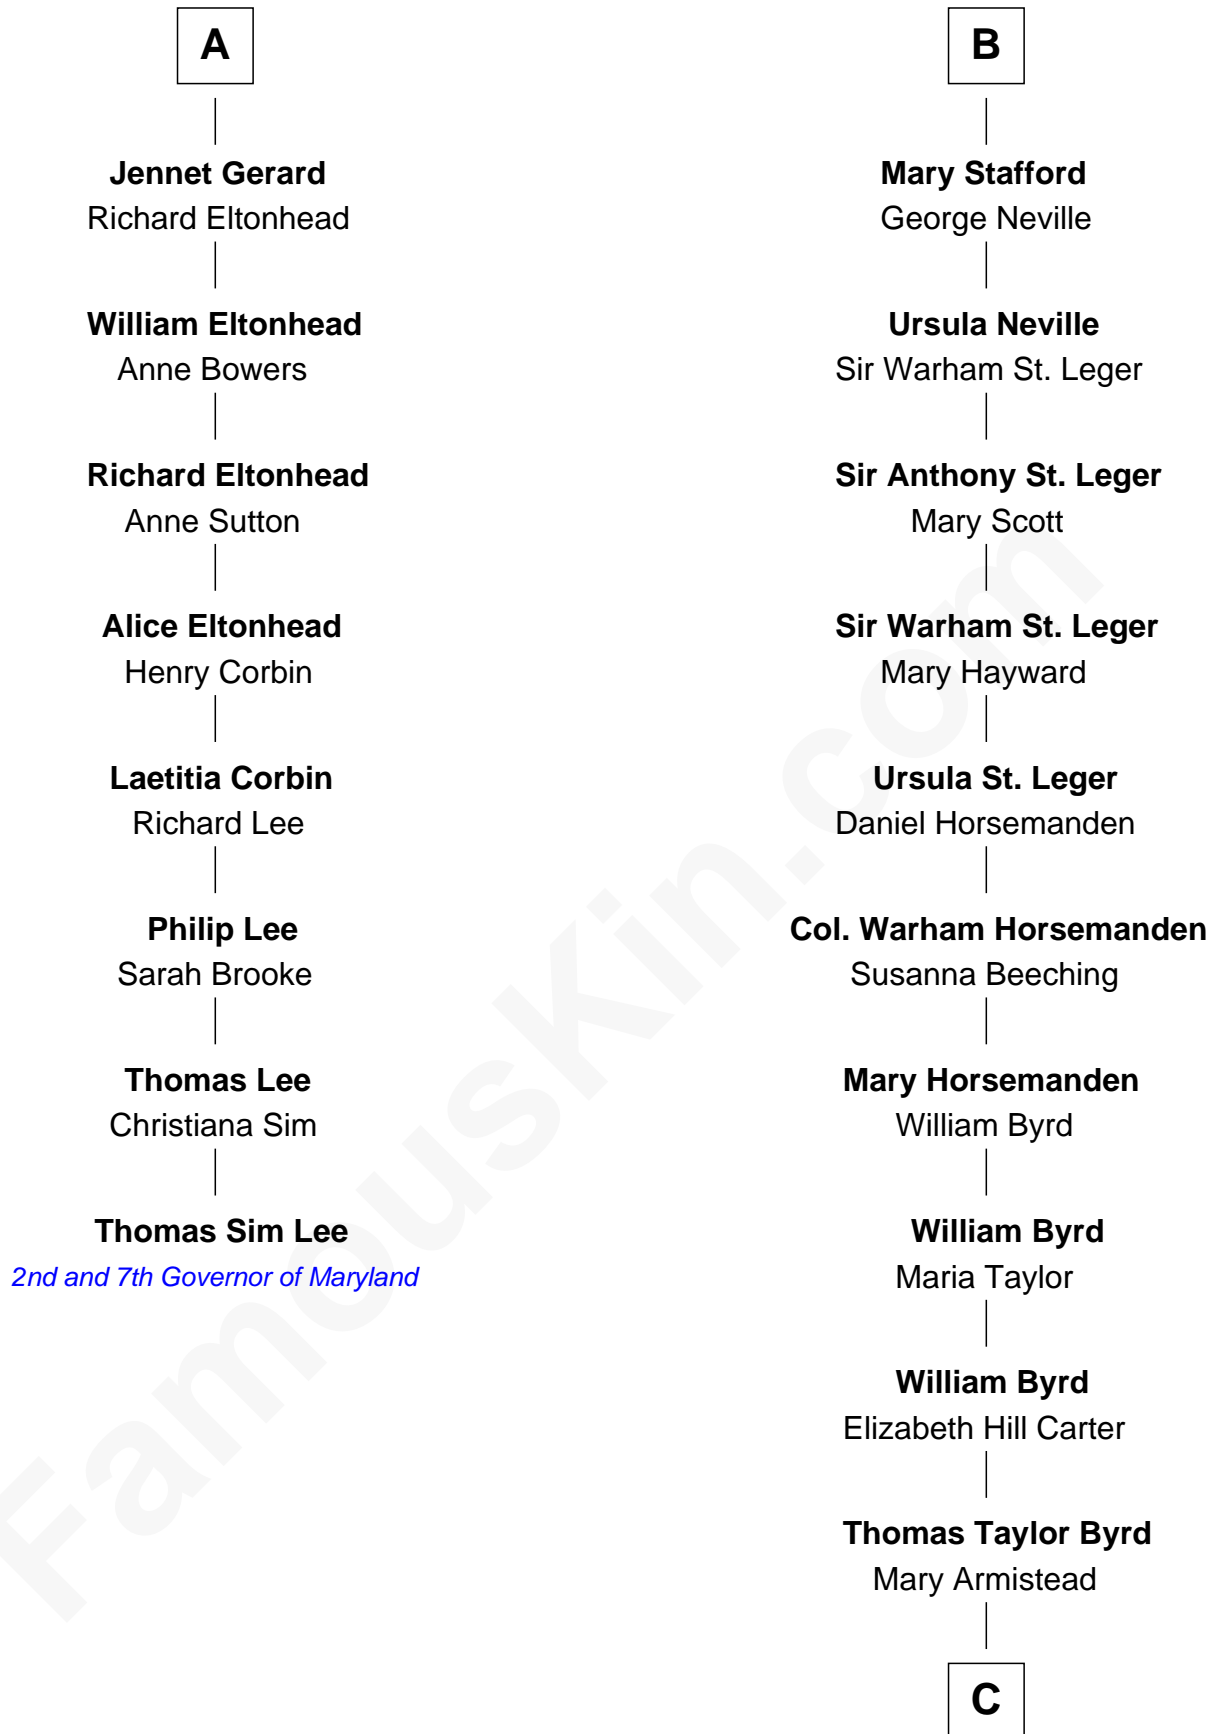 A
Jennet Gerard
Richard Eltonhead
William Eltonhead
Anne Bowers
Richard Eltonhead
Anne Sutton
Alice Eltonhead
Henry Corbin
Laetitia Corbin
Richard Lee
Philip Lee
Sarah Brooke
Thomas Lee
Christiana Sim
Thomas Sim Lee
2nd and 7th Governor of Maryland
B
Mary Stafford
George Neville
Ursula Neville
Sir Warham St. Leger
Sir Anthony St. Leger
Mary Scott
Sir Warham St. Leger
Mary Hayward
Ursula St. Leger
Daniel Horsemanden
Col. Warham Horsemanden
Susanna Beeching
Mary Horsemanden
William Byrd
William Byrd
Maria Taylor
William Byrd
Elizabeth Hill Carter
Thomas Taylor Byrd
Mary Armistead
C
FamousKin.com